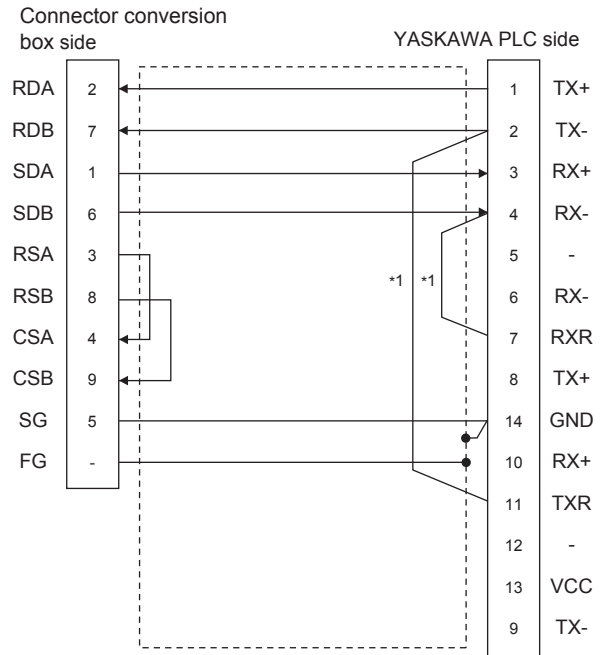 Connector conversion
box side
YASKAWA PLC side
RDA 2 1 TX+
RDB 7 2 TX-
SDA 1 3 RX+
SDB 6 4 RX-
RSA 3 5 -
*1 *1
RSB 8 6 RX-
CSA 4 7 RXR
CSB 9 8 TX+
SG 5 14 GND
FG - 10 RX+
11 TXR
12 -
13 VCC
9 TX-